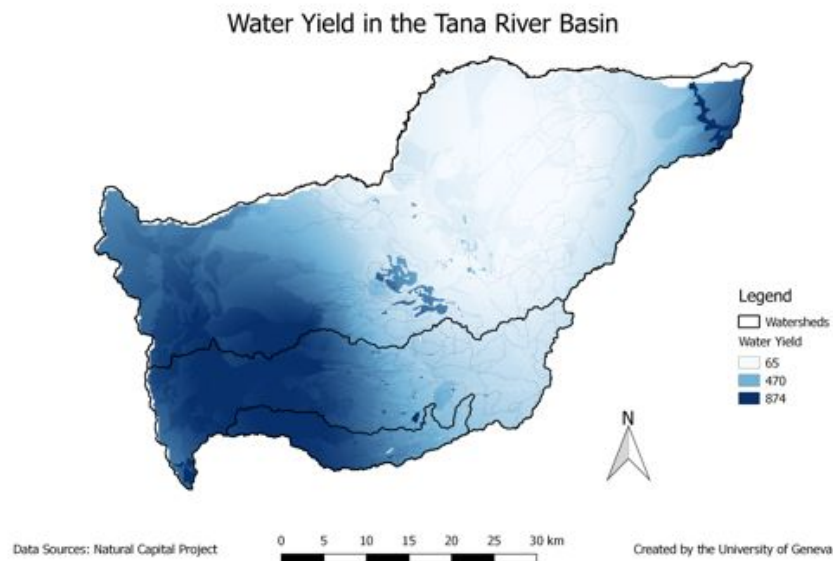 Water Yield in the Tana River Basin
Legend
Watersheds
Water Yield
65
470
874
N
Data Sources: Natural Capital Project
0 5 10 15 20 25 30 km
Created by the University of Geneva